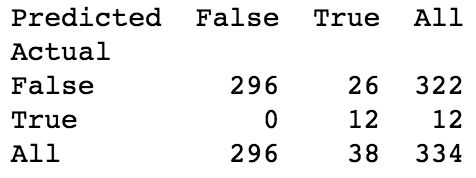 Predicted  False  True  All
Actual
False        296    26  322
True           0    12   12
All          296    38  334